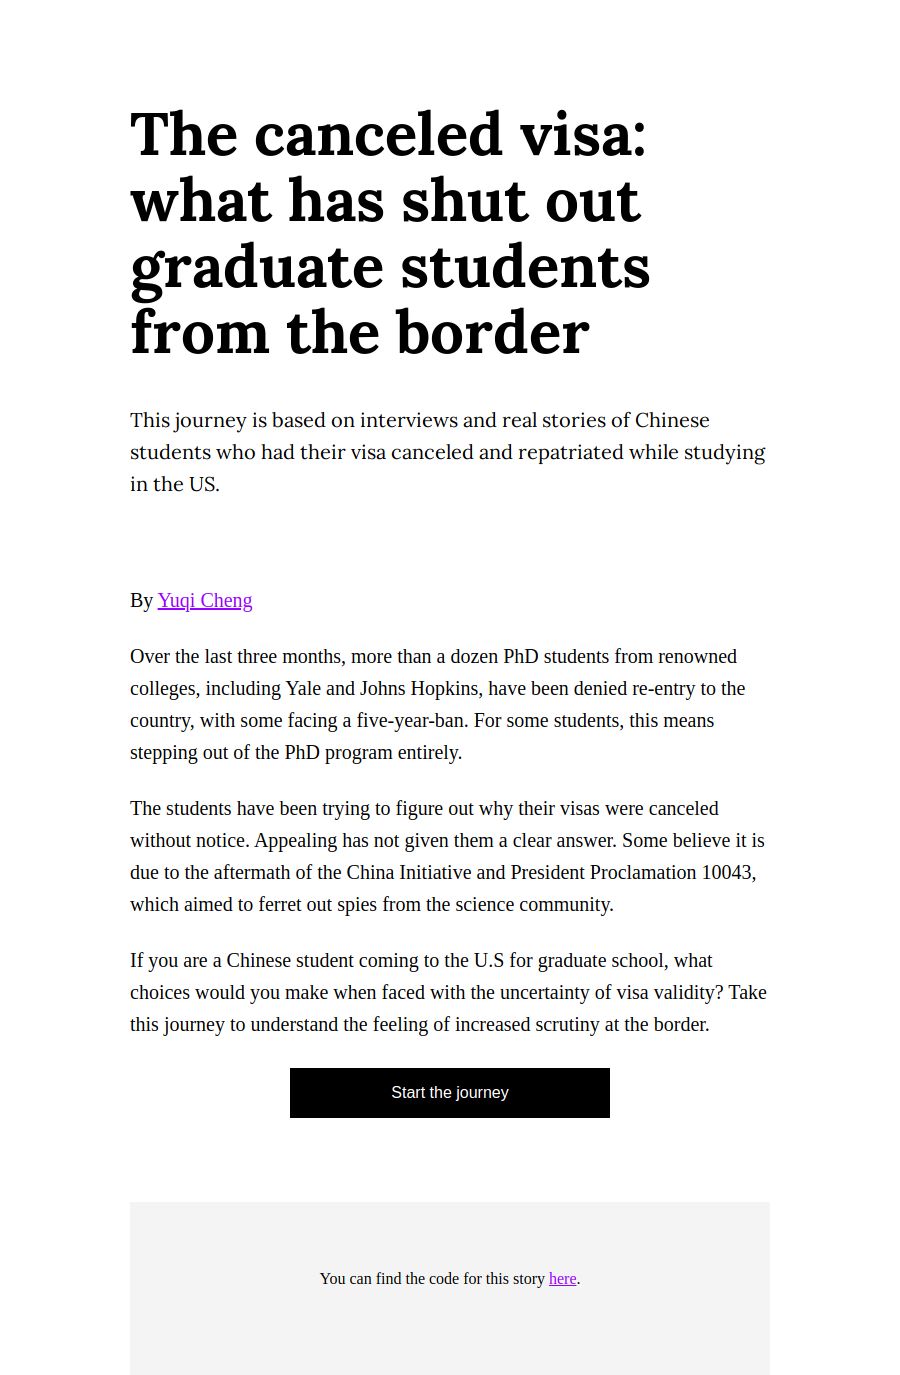 The canceled visa:
what has shut out
graduate students
from the border
This journey is based on interviews and real stories of Chinese
students who had their visa canceled and repatriated while studying
in the US.
By Yuqi Cheng
Over the last three months, more than a dozen PhD students from renowned
colleges, including Yale and Johns Hopkins, have been denied re-entry to the
country, with some facing a five-year-ban. For some students, this means
stepping out of the PhD program entirely.
The students have been trying to figure out why their visas were canceled
without notice. Appealing has not given them a clear answer. Some believe it is
due to the aftermath of the China Initiative and President Proclamation 10043,
which aimed to ferret out spies from the science community.
If you are a Chinese student coming to the U.S for graduate school, what
choices would you make when faced with the uncertainty of visa validity? Take
this journey to understand the feeling of increased scrutiny at the border.
Start the journey
You can find the code for this story here.